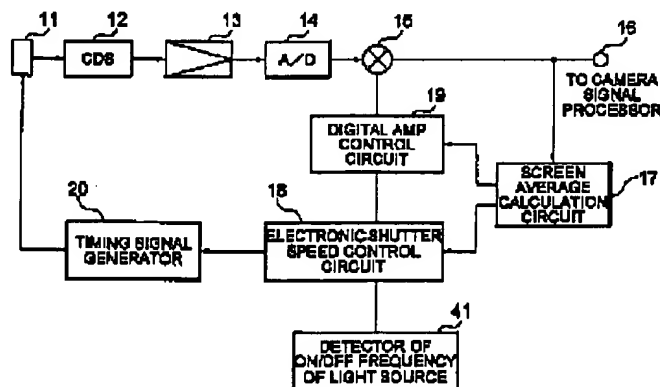 11
12
13
14
15
16
CDS
A/D
TO CAMERA
SIGNAL
PROCESSOR
19
DIGITAL AMP
CONTROL
CIRCUIT
SCREEN
AVERAGE
CALCULATION
CIRCUIT
17
20
18
TIMING SIGNAL
GENERATOR
ELECTRONIC SHUTTER
SPEED CONTROL
CIRCUIT
41
DETECTOR OF
ON/OFF FREQUENCY
OF LIGHT SOURCE